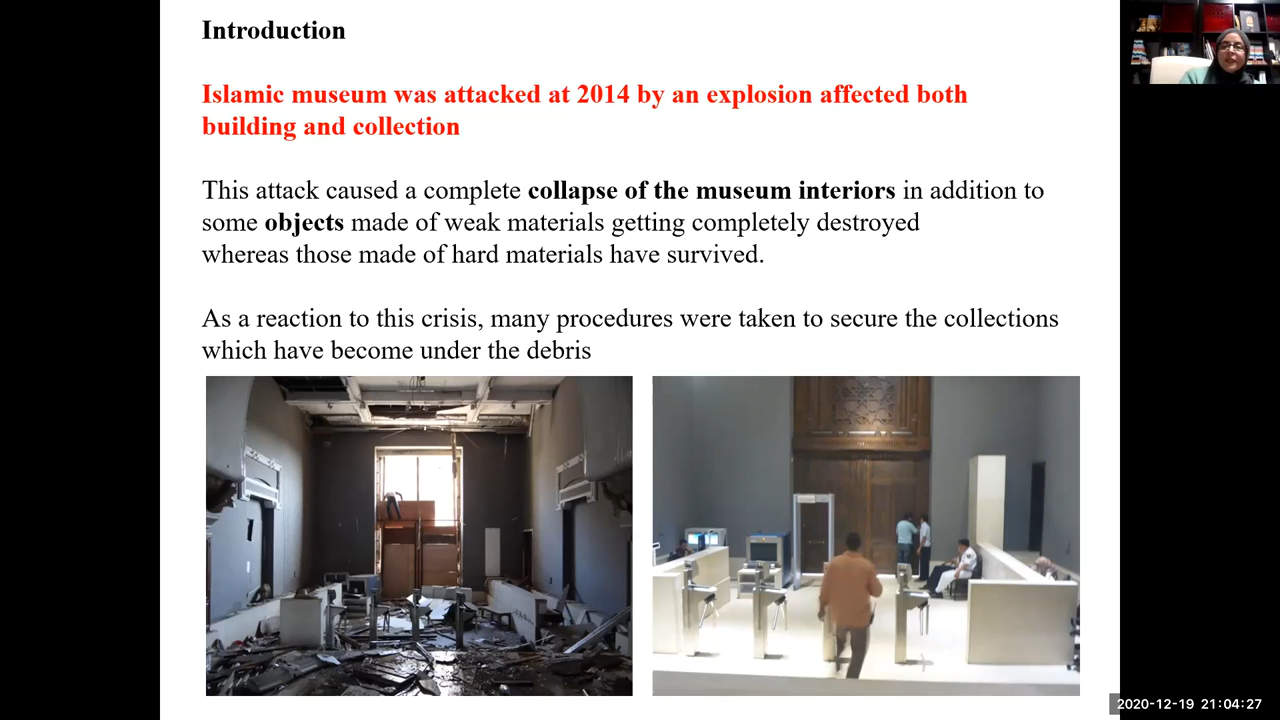 Introduction
Islamic museum was attacked at 2014 by an explosion affected both
building and collection
This attack caused a complete collapse of the museum interiors in addition to
some objects made of weak materials getting completely destroyed
whereas those made of hard materials have survived.
As a reaction to this crisis, many procedures were taken to secure the collections
which have become under the debris
2020-12-19 21:04:27